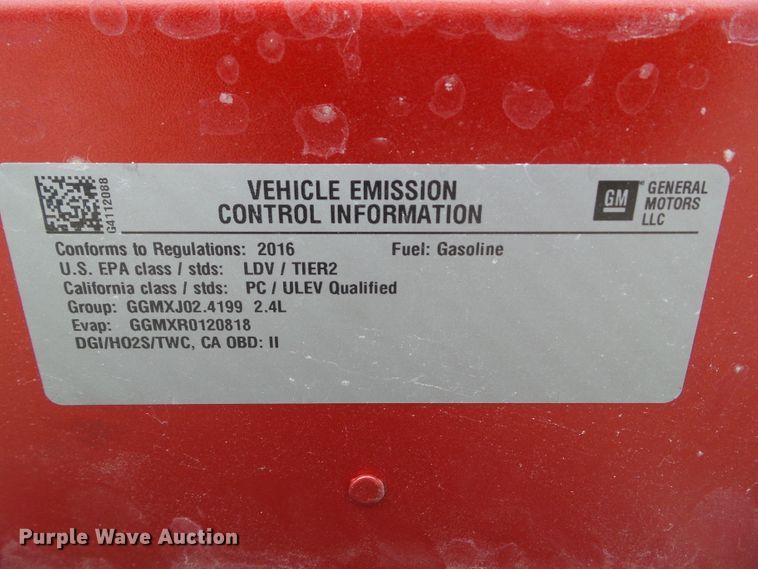 G4112088
VEHICLE EMISSION
CONTROL INFORMATION
GM
GENERAL
MOTORS
LLC
Conforms to Regulations: 2016 Fuel: Gasoline
U.S. EPA class / stds: LDV / TIER2
California class / stds: PC / ULEV Qualified
Group: GGMXJ02.4199 2.4L
Evap: GGMXR0120818
DGI/HO2S/TWC, CA OBD: II
Purple Wave Auction